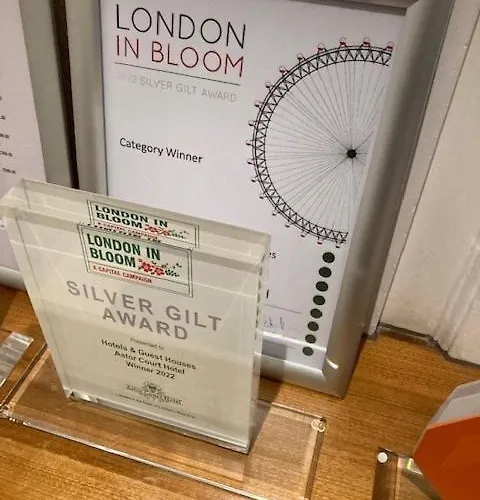 LONDON
IN BLOOM
2022 SILVER GILT AWARD
Category Winner
LONDON IN
BLOOM
LONDON IN
BLOOM
A CAPITAL CAMPAIGN
SILVER GILT
AWARD
Presented to
Hotels & Guest Houses
Astor Court Hotel
Winner 2022